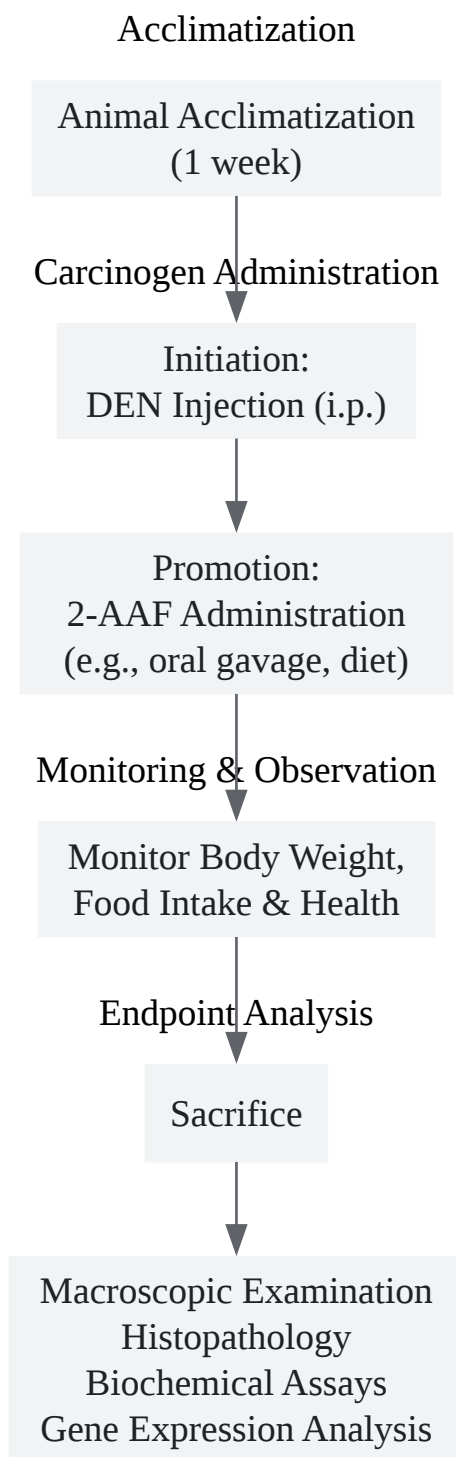 Acclimatization
Animal Acclimatization
(1 week)
Carcinogen Administration
Initiation:
DEN Injection (i.p.)
Promotion:
2-AAF Administration
(e.g., oral gavage, diet)
Monitoring & Observation
Monitor Body Weight,
Food Intake & Health
Endpoint Analysis
Sacrifice
Macroscopic Examination
Histopathology
Biochemical Assays
Gene Expression Analysis